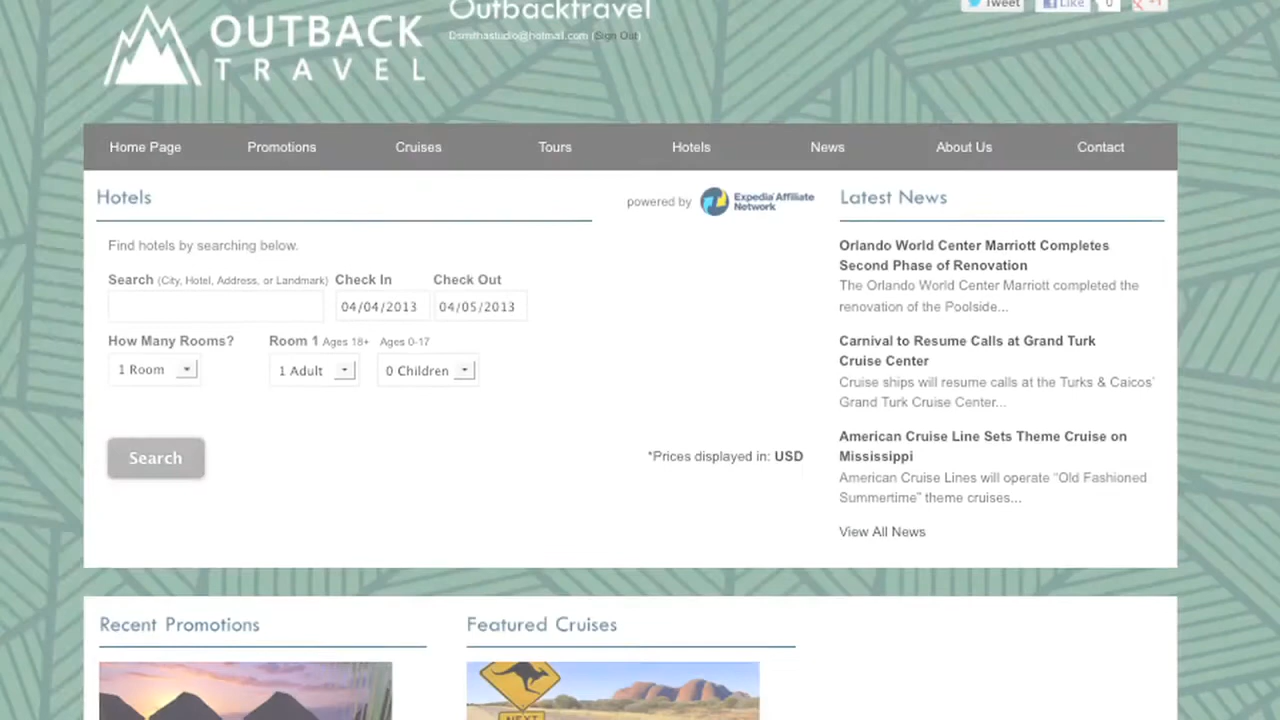 Outbacktravel
Tweet
Like
0
+1
OUTBACK
TRAVEL
Dsmithastudio@hotmail.com (Sign Out)
Home Page
Promotions
Cruises
Tours
Hotels
News
About Us
Contact
Hotels
powered by
Expedia Affiliate
Network
Find hotels by searching below.
Search (City, Hotel, Address, or Landmark)
Check In
Check Out
04/04/2013
04/05/2013
How Many Rooms?
Room 1 Ages 18+
Ages 0-17
1 Room
1 Adult
0 Children
Search
*Prices displayed in: USD
Latest News
Orlando World Center Marriott Completes
Second Phase of Renovation
The Orlando World Center Marriott completed the
renovation of the Poolside...
Carnival to Resume Calls at Grand Turk
Cruise Center
Cruise ships will resume calls at the Turks & Caicos'
Grand Turk Cruise Center...
American Cruise Line Sets Theme Cruise on
Mississippi
American Cruise Lines will operate “Old Fashioned
Summertime” theme cruises...
View All News
Recent Promotions
Featured Cruises
NEXT